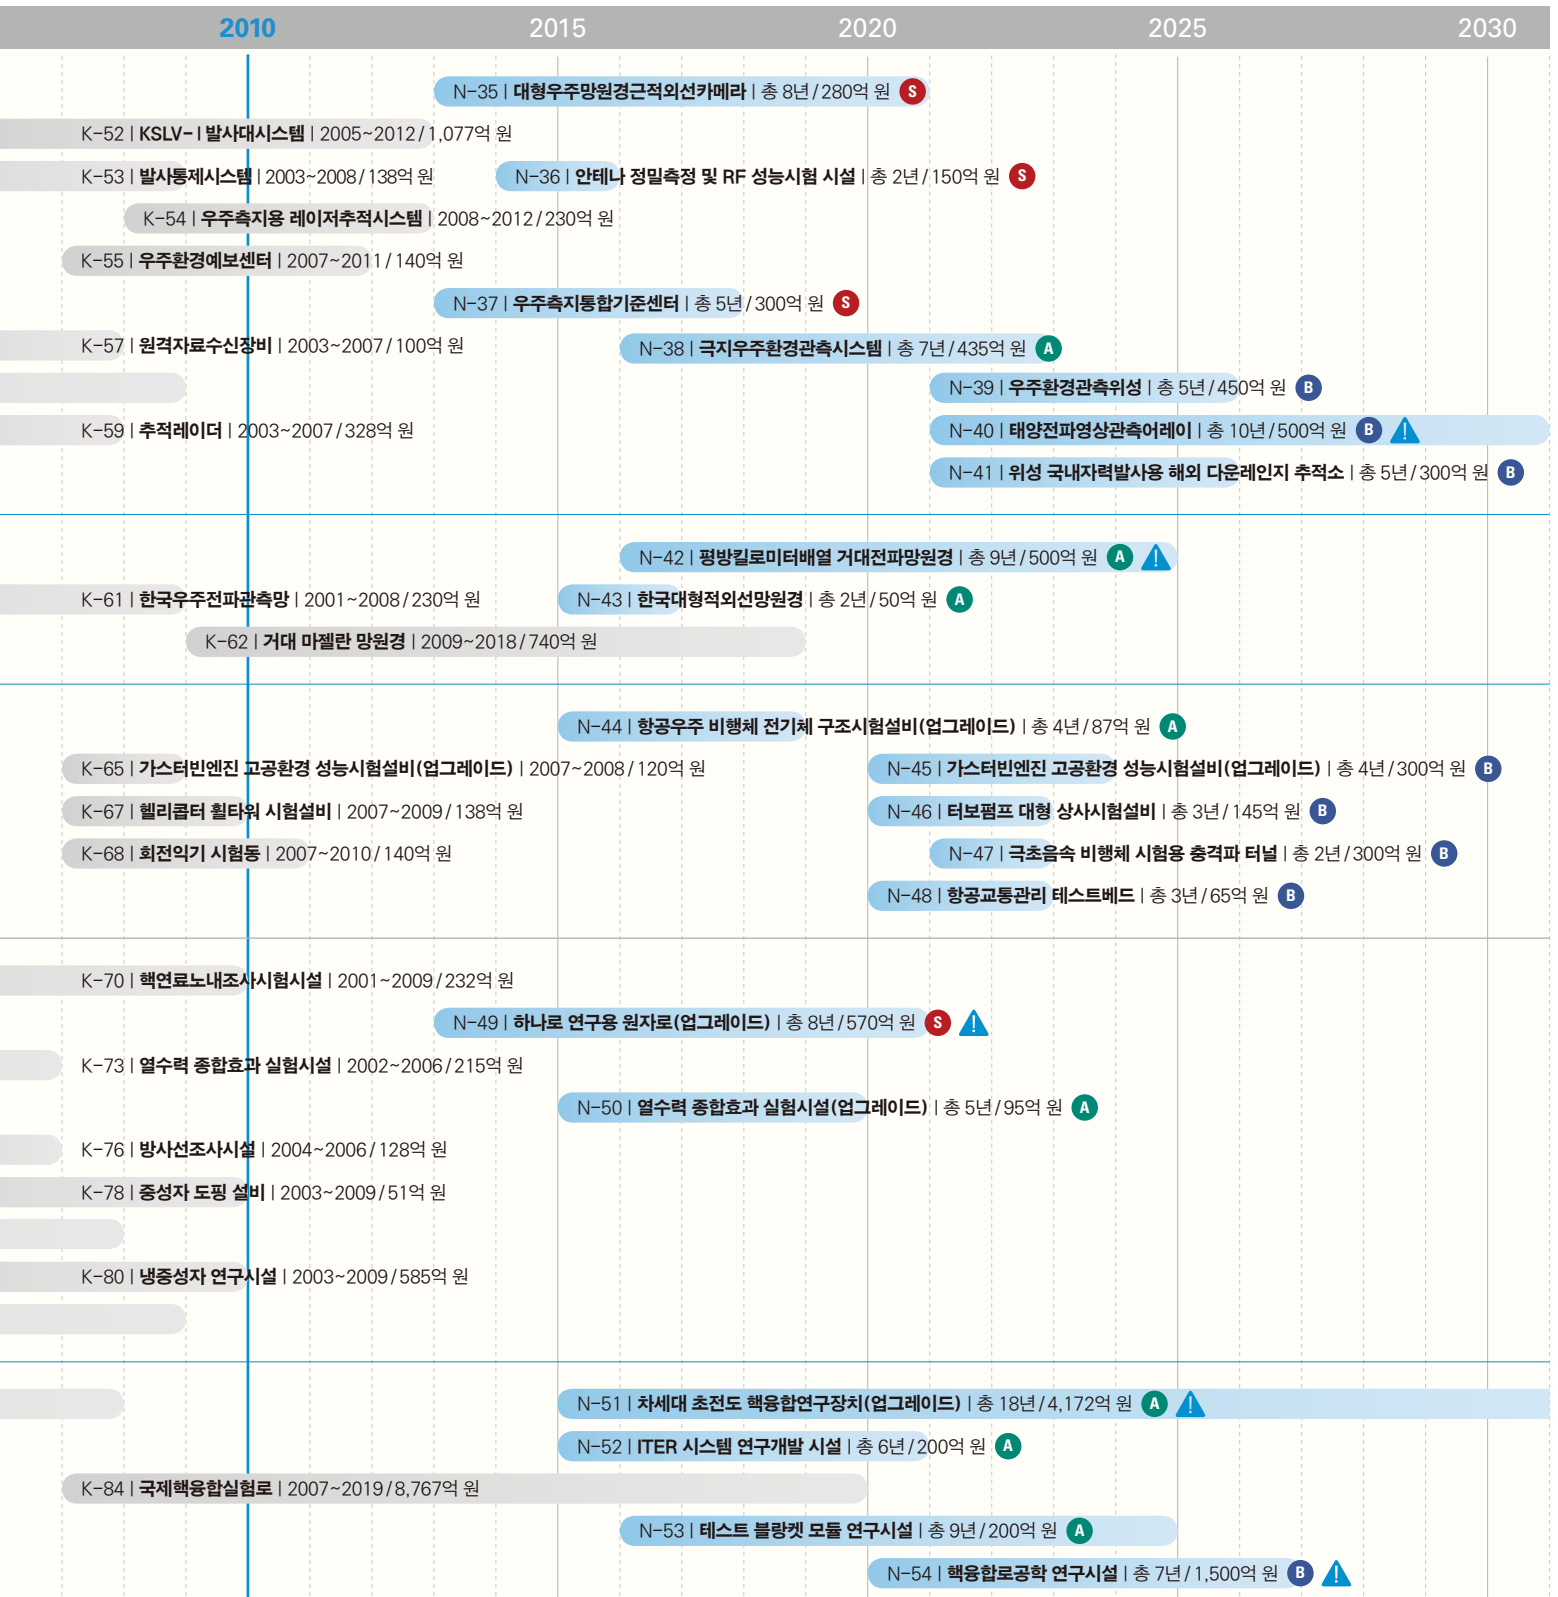 2010 2015 2020 2025 2030
N-35 | 대형우주망원경근적외선카메라 | 총 8년/280억 원 S
K-52 | KSLV-Ⅰ발사대시스템 | 2005~2012/1,077억 원
K-53 | 발사통제시스템 | 2003~2008/138억 원 N-36 | 안테나 정밀측정 및 RF 성능시험 시설 | 총 2년/150억 원 S
K-54 | 우주측지용 레이저추적시스템 | 2008~2012/230억 원
K-55 | 우주환경예보센터 | 2007~2011/140억 원
N-37 | 우주측지통합기준센터 | 총 5년/300억 원 S
K-57 | 원격자료수신장비 | 2003~2007/100억 원 N-38 | 극지우주환경관측시스템 | 총 7년/435억 원 A
N-39 | 우주환경관측위성 | 총 5년/450억 원 B
K-59 | 추적레이더 | 2003~2007/328억 원 N-40 | 태양전파영상관측어레이 | 총 10년/500억 원 B !
N-41 | 위성 국내자력발사용 해외 다운레인지 추적소 | 총 5년/300억 원 B
N-42 | 평방킬로미터배열 거대전파망원경 | 총 9년/500억 원 A !
K-61 | 한국우주전파관측망 | 2001~2008/230억 원 N-43 | 한국대형적외선망원경 | 총 2년/50억 원 A
K-62 | 거대 마젤란 망원경 | 2009~2018/740억 원
N-44 | 항공우주 비행체 전기체 구조시험설비(업그레이드) | 총 4년/87억 원 A
K-65 | 가스터빈엔진 고공환경 성능시험설비(업그레이드) | 2007~2008/120억 원 N-45 | 가스터빈엔진 고공환경 성능시험설비(업그레이드) | 총 4년/300억 원 B
K-67 | 헬리콥터 훨타워 시험설비 | 2007~2009/138억 원 N-46 | 터보펌프 대형 상사시험설비 | 총 3년/145억 원 B
K-68 | 회전익기 시험동 | 2007~2010/140억 원 N-47 | 극초음속 비행체 시험용 충격파 터널 | 총 2년/300억 원 B
N-48 | 항공교통관리 테스트베드 | 총 3년/65억 원 B
K-70 | 핵연료노내조사시험시설 | 2001~2009/232억 원
N-49 | 하나로 연구용 원자로(업그레이드) | 총 8년/570억 원 S !
K-73 | 열수력 종합효과 실험시설 | 2002~2006/215억 원
N-50 | 열수력 종합효과 실험시설(업그레이드) | 총 5년/95억 원 A
K-76 | 방사선조사시설 | 2004~2006/128억 원
K-78 | 중성자 도핑 설비 | 2003~2009/51억 원
K-80 | 냉중성자 연구시설 | 2003~2009/585억 원
N-51 | 차세대 초전도 핵융합연구장치(업그레이드) | 총 18년/4,172억 원 A !
N-52 | ITER 시스템 연구개발 시설 | 총 6년/200억 원 A
K-84 | 국제핵융합실험로 | 2007~2019/8,767억 원
N-53 | 테스트 블랑켓 모듈 연구시설 | 총 9년/200억 원 A
N-54 | 핵융합로공학 연구시설 | 총 7년/1,500억 원 B !